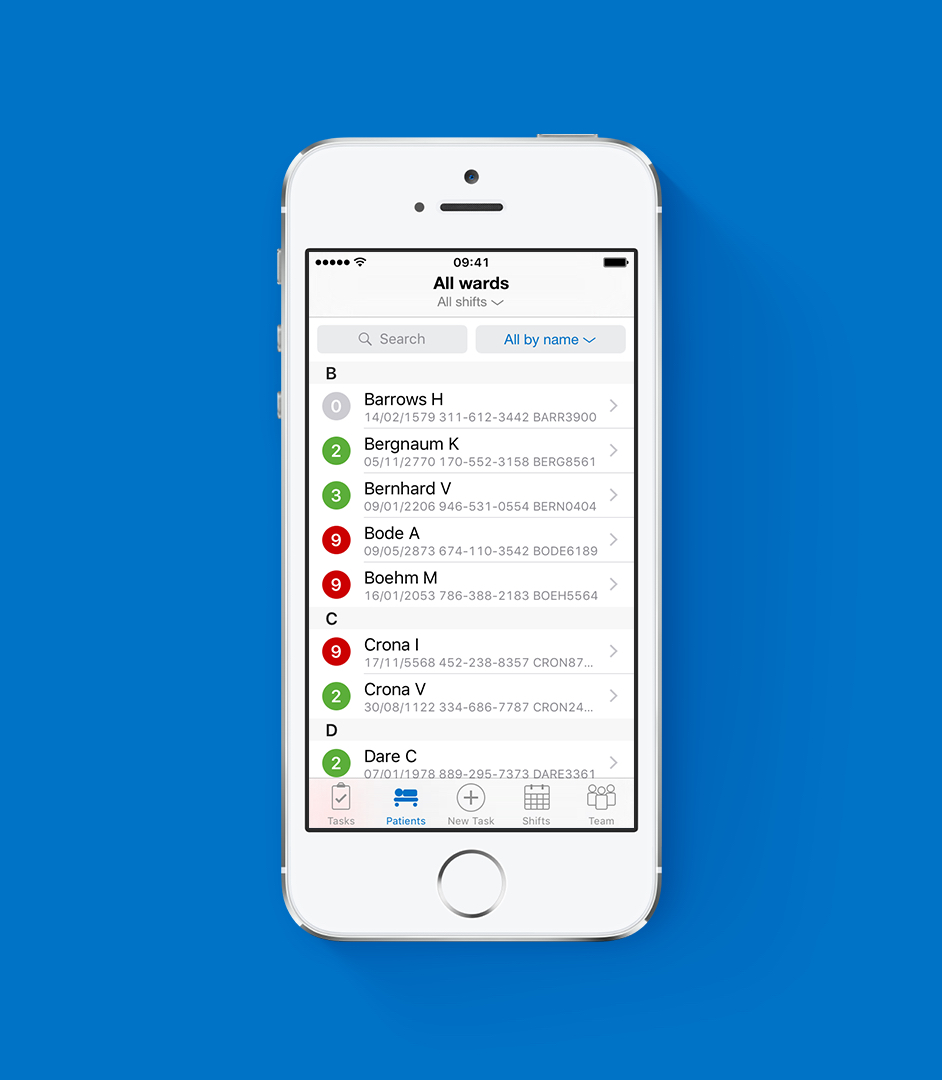 09:41
All wards
All shifts
Search
All by name
B
0
Barrows H
14/02/1579 311-612-3442 BARR3900
2
Bergnaum K
05/11/2770 170-552-3158 BERG8561
3
Bernhard V
09/01/2206 946-531-0554 BERN0404
9
Bode A
09/05/2873 674-110-3542 BODE6189
9
Boehm M
16/01/2053 786-388-2183 BOEH5564
C
9
Crona I
17/11/5568 452-238-8357 CRON87...
2
Crona V
30/08/1122 334-686-7787 CRON24...
D
2
Dare C
07/01/1978 889-295-7373 DARE3361
Tasks
Patients
New Task
Shifts
Team